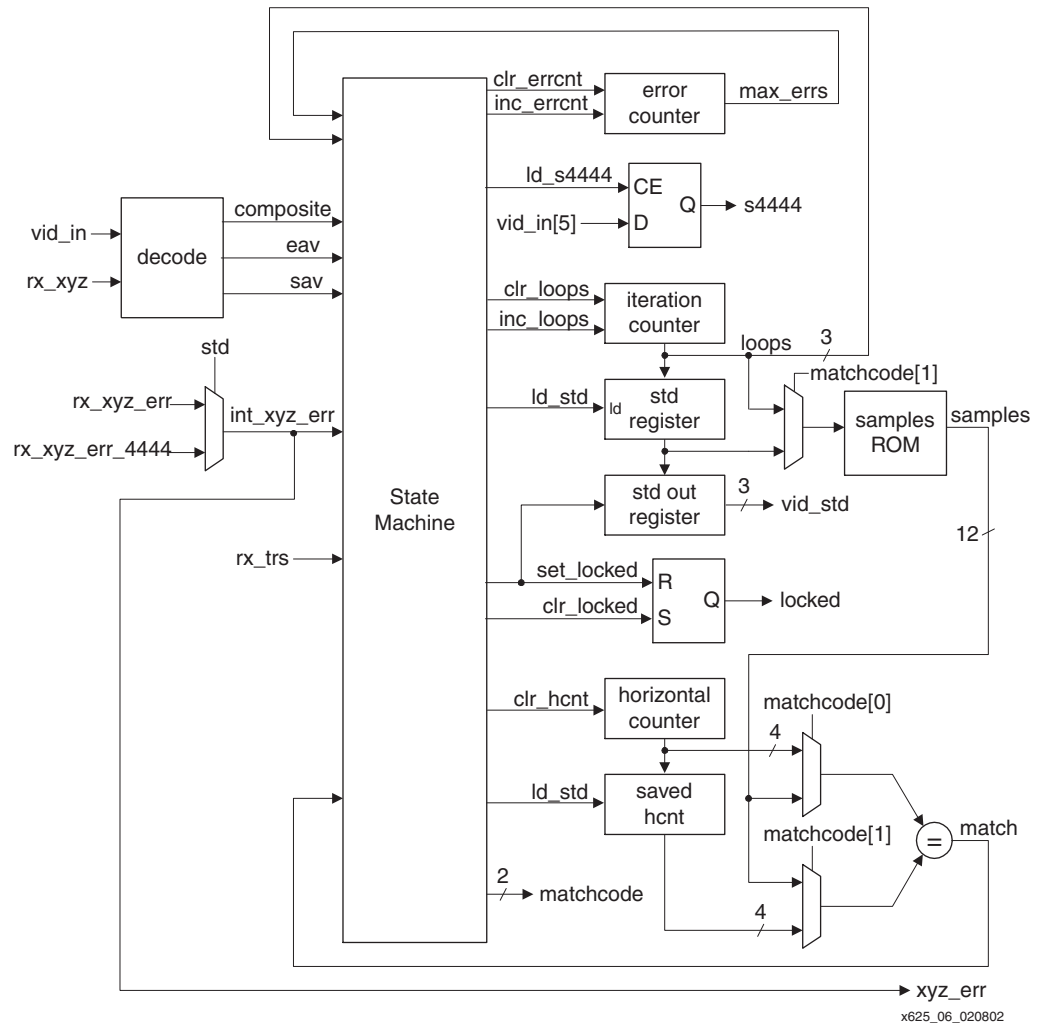 clr_errcnt
inc_errcnt
error
counter
max_errs
ld_s4444
CE
Q
s4444
vid_in[5]
D
composite
vid_in
eav
decode
rx_xyz
sav
clr_loops
inc_loops
iteration
counter
loops
3
std
matchcode[1]
rx_xyz_err
int_xyz_err
rx_xyz_err_4444
ld_std
ld
std
register
samples
ROM
samples
State
Machine
std out
register
3
vid_std
12
rx_trs
set_locked
R
Q
locked
clr_locked
S
clr_hcnt
horizontal
counter
matchcode[0]
4
ld_std
saved
hcnt
matchcode[1]
=
match
2
matchcode
4
xyz_err
x625_06_020802